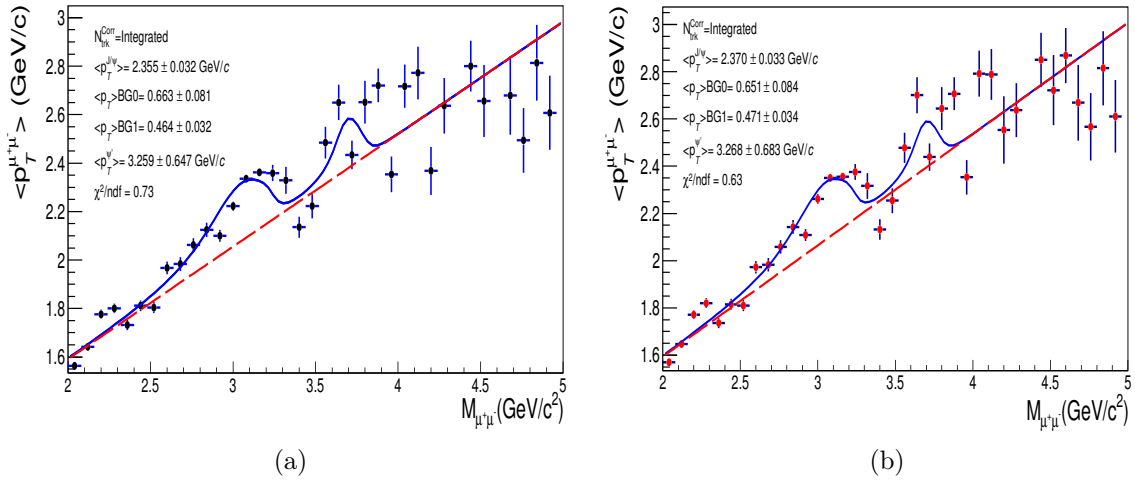 <p_T^μ⁺μ⁻> (GeV/c)
3
2.8
2.6
2.4
2.2
2
1.8
1.6
N_trk^Corr=Integrated
<p_T^J/ψ>= 2.355 ± 0.032 GeV/c
<p_T>BG0= 0.663 ± 0.081
<p_T>BG1= 0.464 ± 0.032
<p_T^ψ'>= 3.259 ± 0.647 GeV/c
χ²/ndf = 0.73
2 2.5 3 3.5 4 4.5 5
M_μ⁺μ⁻(GeV/c²)
(a)
<p_T^μ⁺μ⁻> (GeV/c)
3
2.8
2.6
2.4
2.2
2
1.8
1.6
N_trk^Corr=Integrated
<p_T^J/ψ>= 2.370 ± 0.033 GeV/c
<p_T>BG0= 0.651 ± 0.084
<p_T>BG1= 0.471 ± 0.034
<p_T^ψ'>= 3.268 ± 0.683 GeV/c
χ²/ndf = 0.63
2 2.5 3 3.5 4 4.5 5
M_μ⁺μ⁻(GeV/c²)
(b)